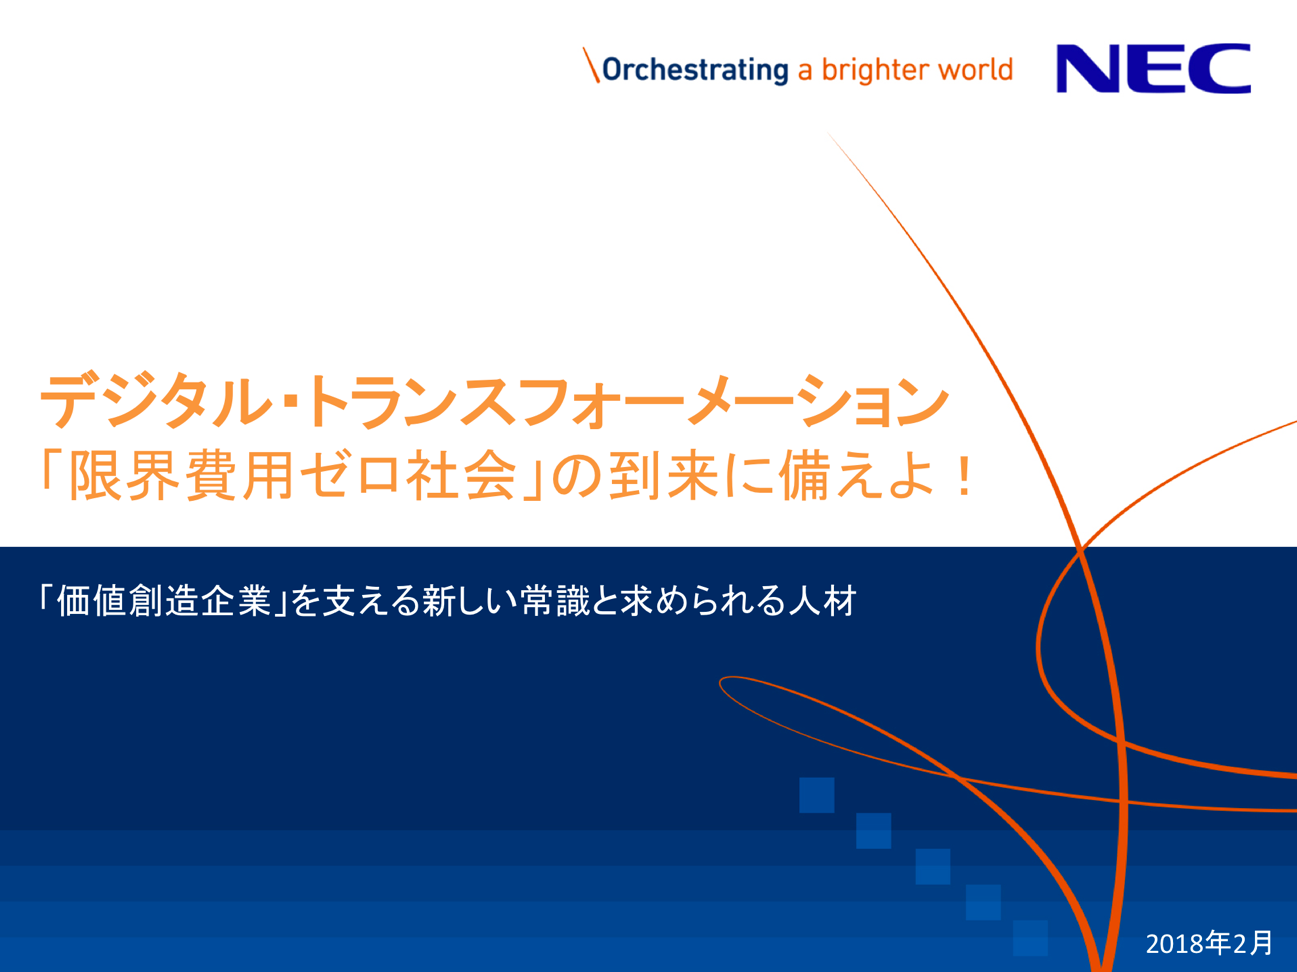 \Orchestrating a brighter world NEC
デジタル・トランスフォーメーション
「限界費用ゼロ社会」の到来に備えよ！
「価値創造企業」を支える新しい常識と求められる人材
2018年2月